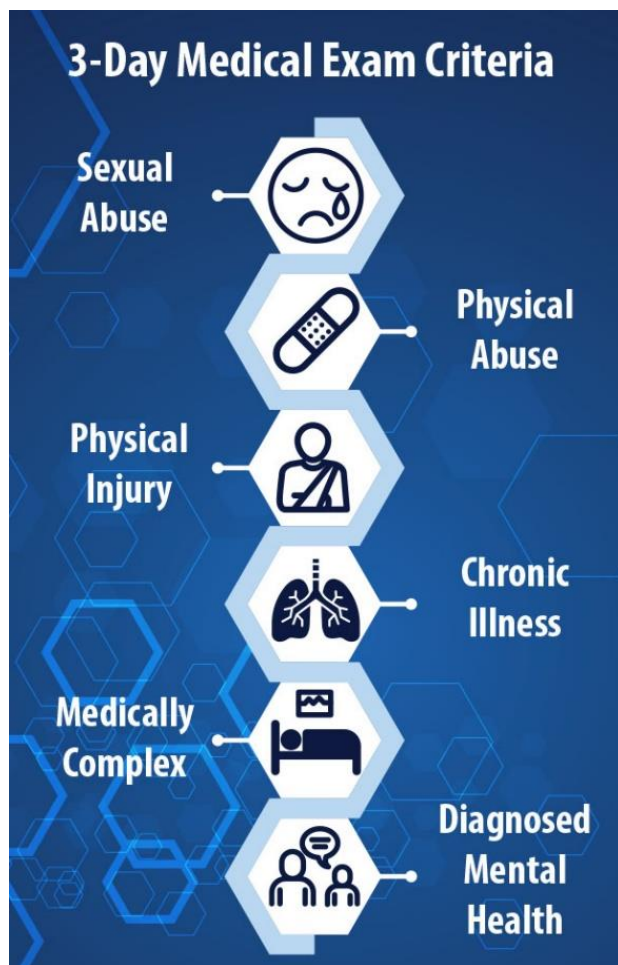 3-Day Medical Exam Criteria
Sexual
Abuse
Physical
Abuse
Physical
Injury
Chronic
Illness
Medically
Complex
Diagnosed
Mental
Health